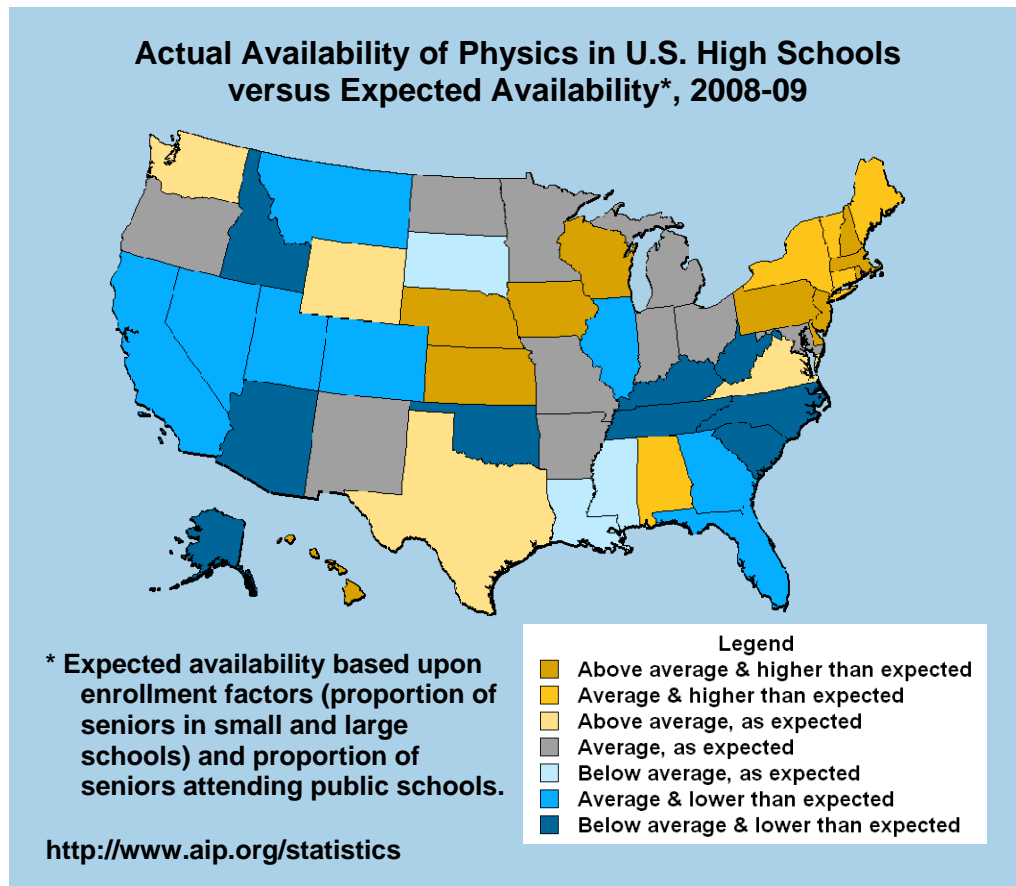 Actual Availability of Physics in U.S. High Schools
versus Expected Availability*, 2008-09
* Expected availability based upon
enrollment factors (proportion of
seniors in small and large
schools) and proportion of
seniors attending public schools.
http://www.aip.org/statistics
Legend
Above average & higher than expected
Average & higher than expected
Above average, as expected
Average, as expected
Below average, as expected
Average & lower than expected
Below average & lower than expected